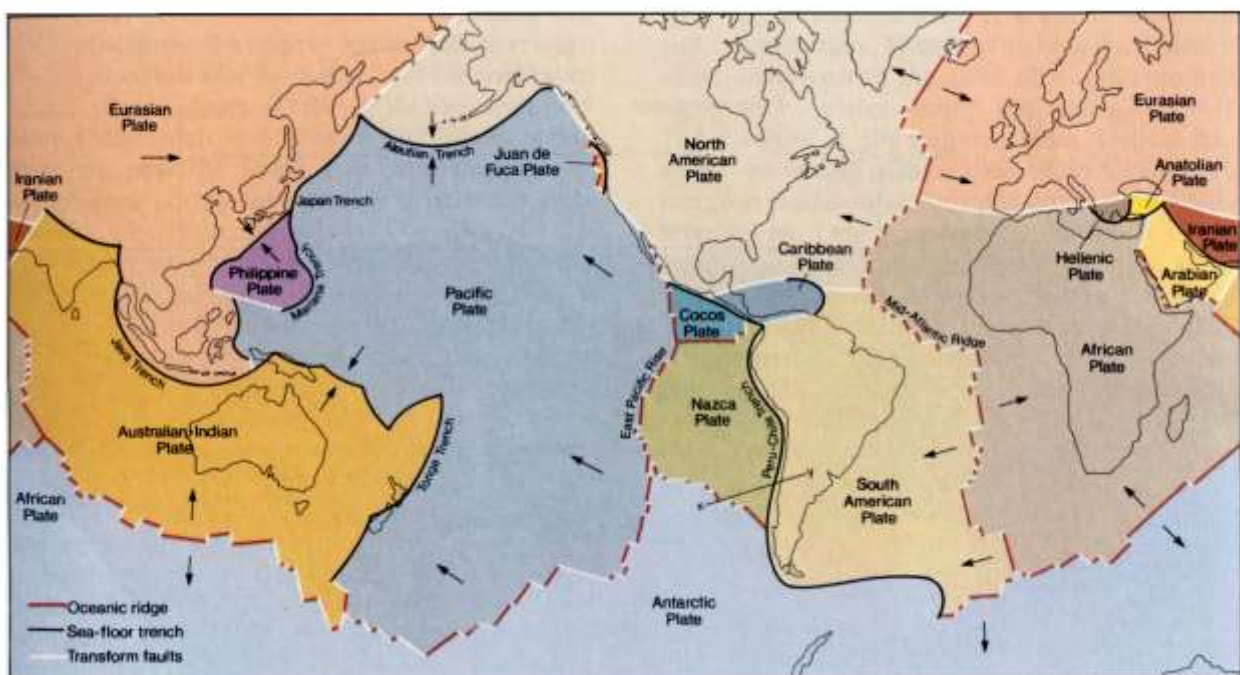 Eurasian
Plate
Iranian
Plate
Aleutian Trench
Juan de
Fuca Plate
North
American
Plate
Eurasian
Plate
Anatolian
Plate
Japan Trench
Philippine
Plate
Mariana Trench
Pacific
Plate
Caribbean
Plate
Hellenic
Plate
Iranian
Plate
Arabian
Plate
Cocos
Plate
Mid-Atlantic Ridge
African
Plate
Java Trench
East Pacific Rise
Nazca
Plate
Peru-Chile Trench
Australian-Indian
Plate
Tonga Trench
South
American
Plate
African
Plate
Antarctic
Plate
Oceanic ridge
Sea-floor trench
Transform faults